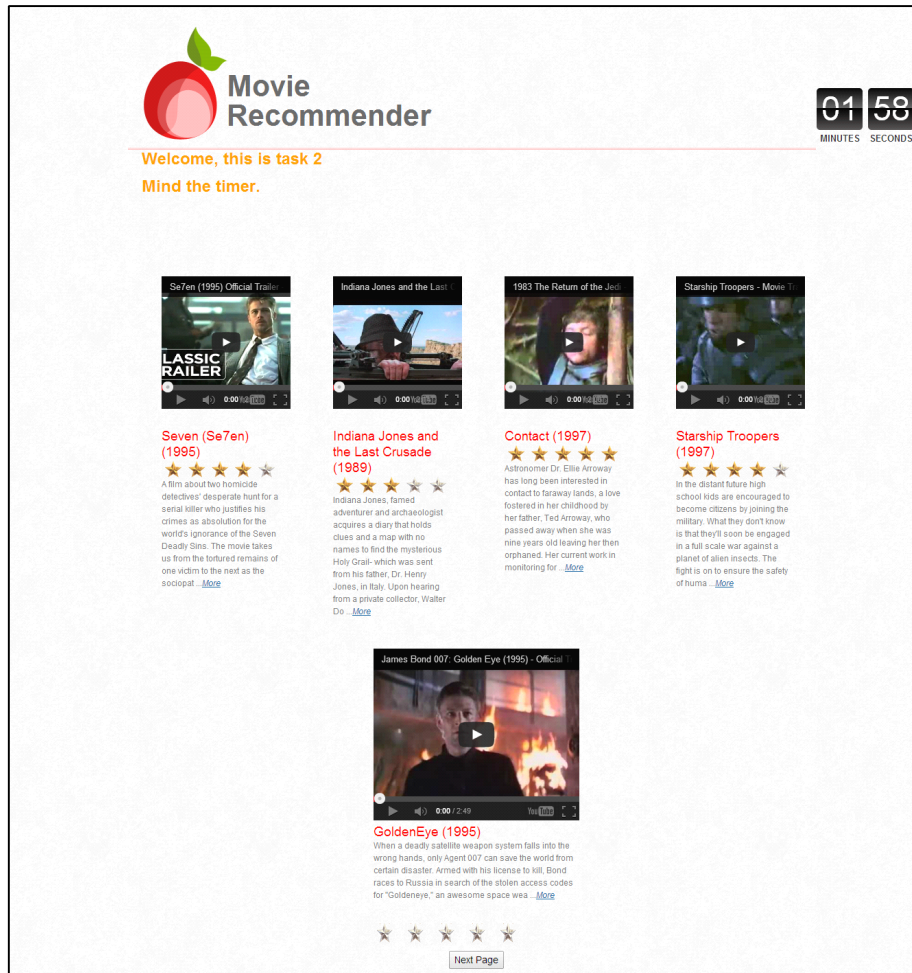 Movie
Recommender
01 58
MINUTES SECONDS
Welcome, this is task 2
Mind the timer.
Se7en (1995) Official Trailer
LASSIC
RAILER
0:00
YouTube
Seven (Se7en)
(1995)
A film about two homicide
detectives' desperate hunt for a
serial killer who justifies his
crimes as absolution for the
world's ignorance of the Seven
Deadly Sins. The movie takes
us from the tortured remains of
one victim to the next as the
sociopat ...More
Indiana Jones and the Last C
0:00
YouTube
Indiana Jones and
the Last Crusade
(1989)
Indiana Jones, famed
adventurer and archaeologist
acquires a diary that holds
clues and a map with no
names to find the mysterious
Holy Grail- which was sent
from his father, Dr. Henry
Jones, in Italy. Upon hearing
from a private collector, Walter
Do ...More
1983 The Return of the Jedi -
0:00
YouTube
Contact (1997)
Astronomer Dr. Ellie Arroway
has long been interested in
contact to faraway lands, a love
fostered in her childhood by
her father, Ted Arroway, who
passed away when she was
nine years old leaving her then
orphaned. Her current work in
monitoring for ...More
Starship Troopers - Movie Tr
0:00
YouTube
Starship Troopers
(1997)
In the distant future high
school kids are encouraged to
become citizens by joining the
military. What they don't know
is that they'll soon be engaged
in a full scale war against a
planet of alien insects. The
fight is on to ensure the safety
of huma ...More
James Bond 007: Golden Eye (1995) - Official T
0:00 / 2:49
YouTube
GoldenEye (1995)
When a deadly satellite weapon system falls into the
wrong hands, only Agent 007 can save the world from
certain disaster. Armed with his license to kill, Bond
races to Russia in search of the stolen access codes
for "Goldeneye," an awesome space wea ...More
Next Page